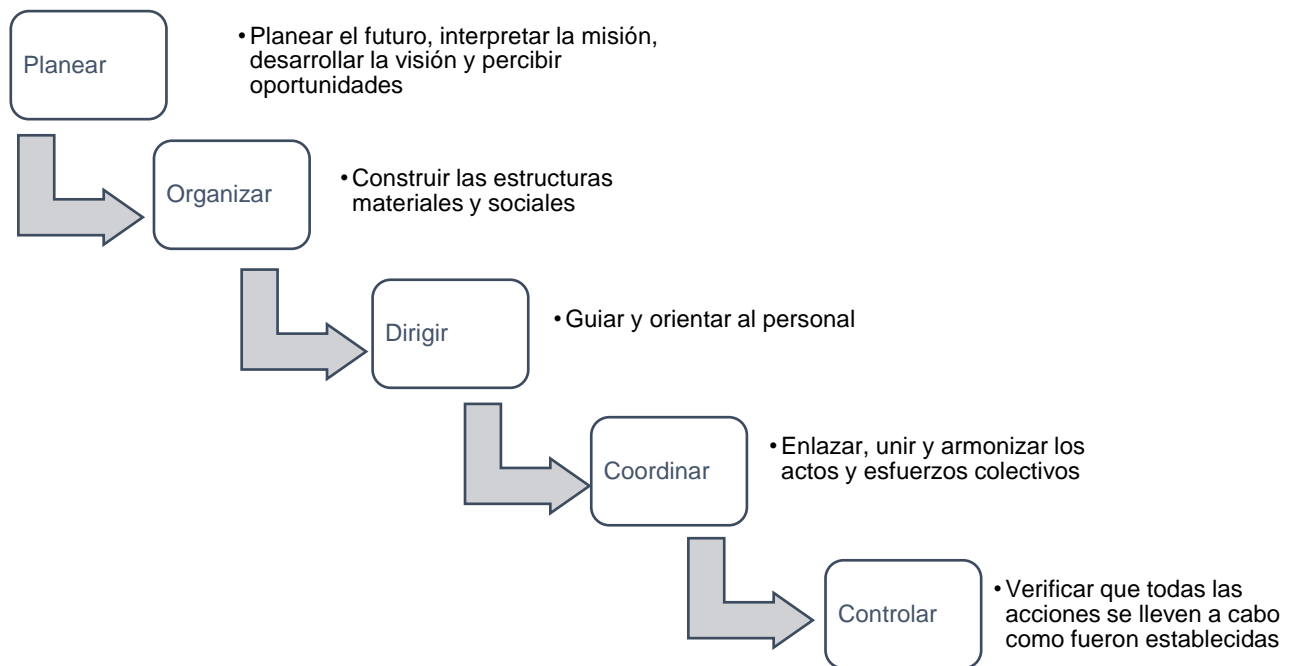 Planear
• Planear el futuro, interpretar la misión,
desarrollar la visión y percibir
oportunidades
Organizar
• Construir las estructuras
materiales y sociales
Dirigir
• Guiar y orientar al personal
Coordinar
• Enlazar, unir y armonizar los
actos y esfuerzos colectivos
Controlar
• Verificar que todas las
acciones se lleven a cabo
como fueron establecidas